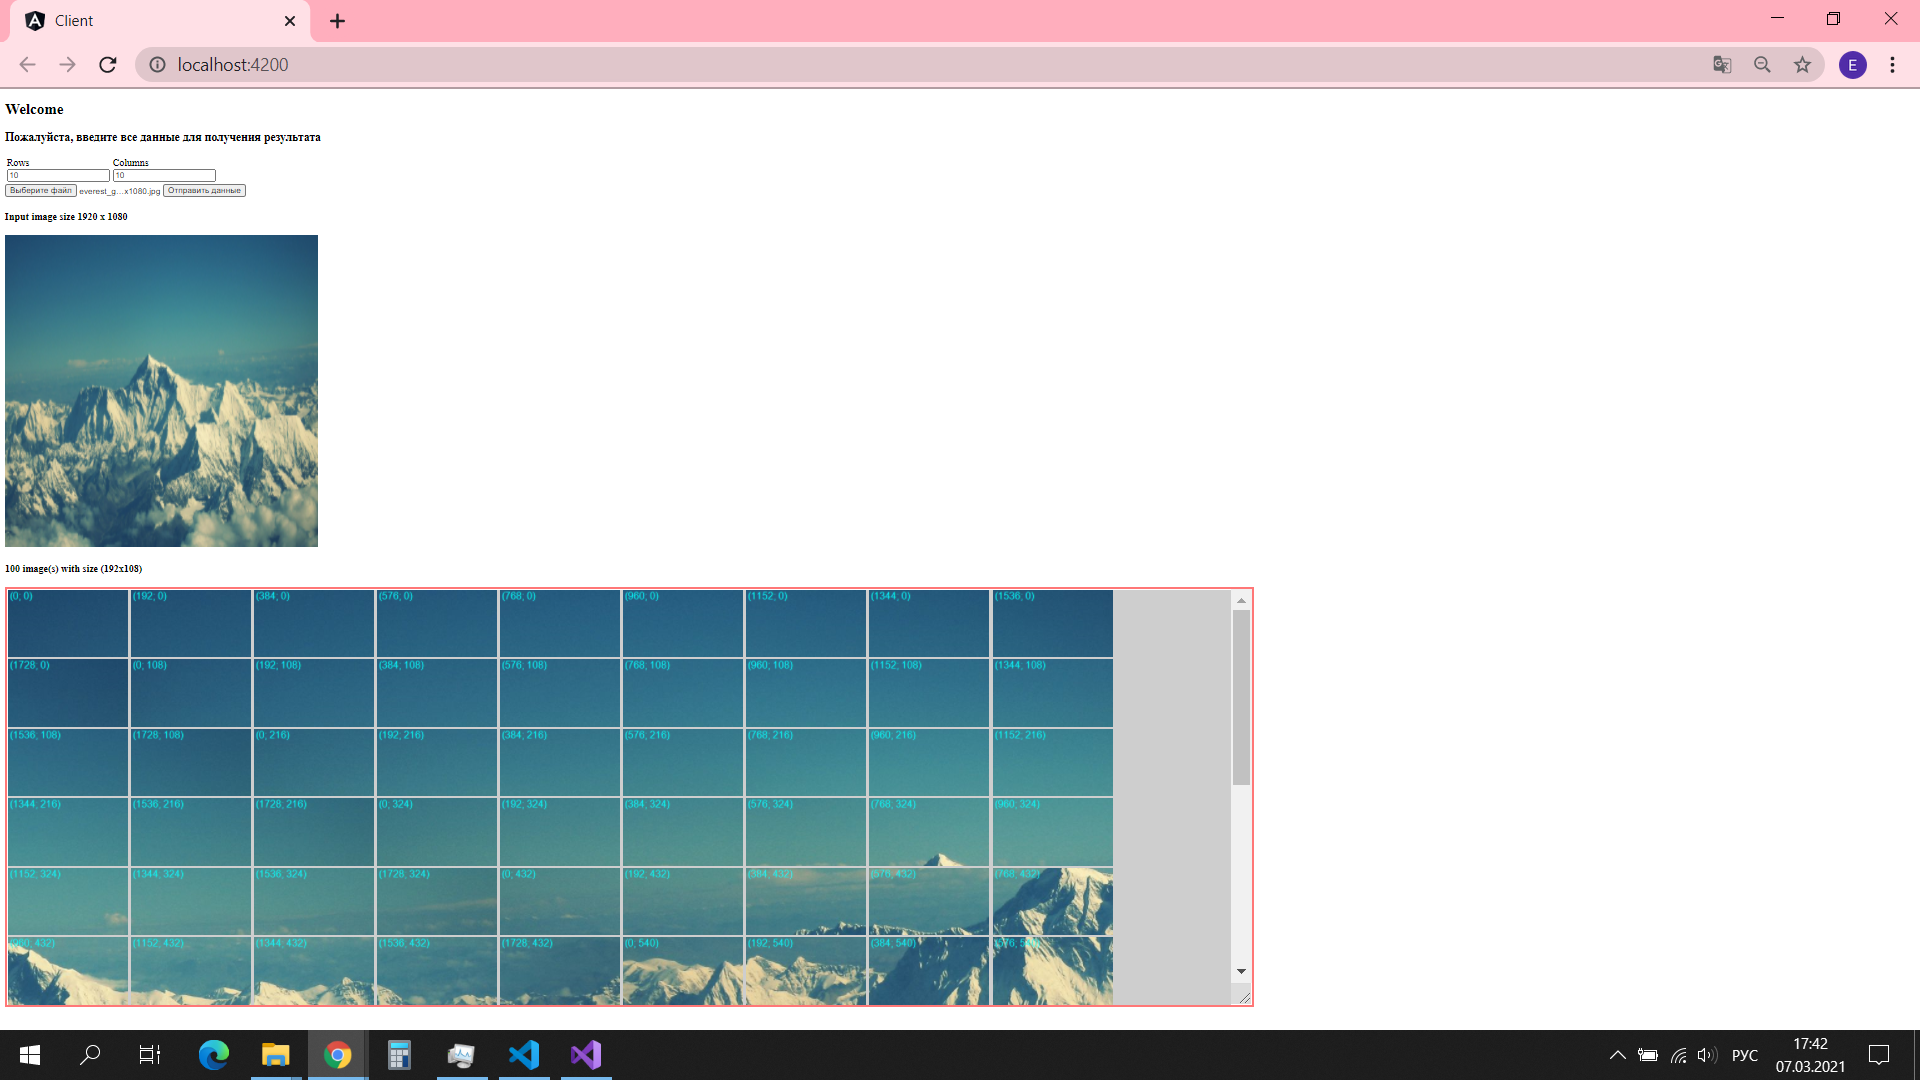 Client
localhost:4200
E
Welcome
Пожалуйста, введите все данные для получения результата
Rows Columns
10 10
Выберите файл everest_g...x1080.jpg Отправить данные
Input image size 1920 x 1080
100 image(s) with size (192x108)
(0; 0) (192; 0) (384; 0) (576; 0) (768; 0) (960; 0) (1152; 0) (1344; 0) (1536; 0)
(1728; 0) (0; 108) (192; 108) (384; 108) (576; 108) (768; 108) (960; 108) (1152; 108) (1344; 108)
(1536; 108) (1728; 108) (0; 216) (192; 216) (384; 216) (576; 216) (768; 216) (960; 216) (1152; 216)
(1344; 216) (1536; 216) (1728; 216) (0; 324) (192; 324) (384; 324) (576; 324) (768; 324) (960; 324)
(1152; 324) (1344; 324) (1536; 324) (1728; 324) (0; 432) (192; 432) (384; 432) (576; 432) (768; 432)
(960; 432) (1152; 432) (1344; 432) (1536; 432) (1728; 432) (0; 540) (192; 540) (384; 540) (576; 540)
РУС
17:42
07.03.2021